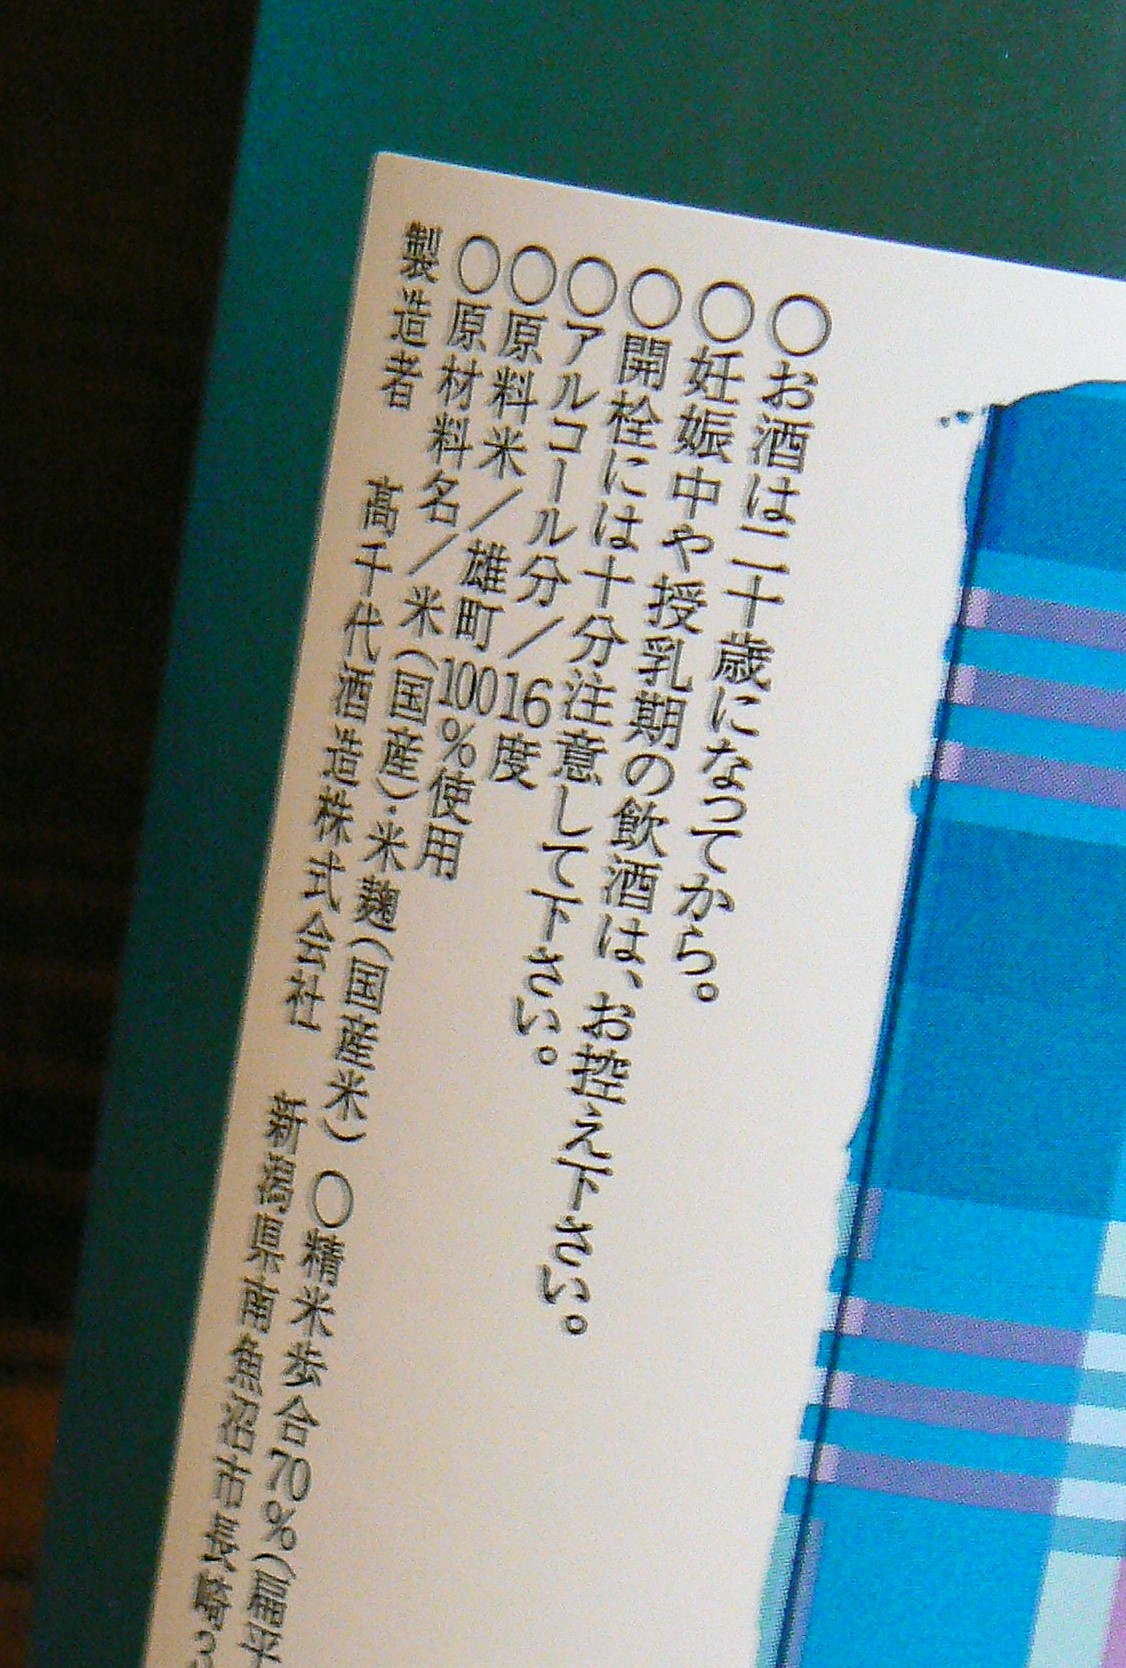 ○お酒は二十歳になってから。
○妊娠中や授乳期の飲酒は、お控え下さい。
○開栓には十分注意して下さい。
○アルコール分／16度
○原料米／雄町100%使用
○原材料名／米(国産)・米麹(国産米) ○精米歩合70%(扁平
製造者 高千代酒造株式会社 新潟県南魚沼市長崎